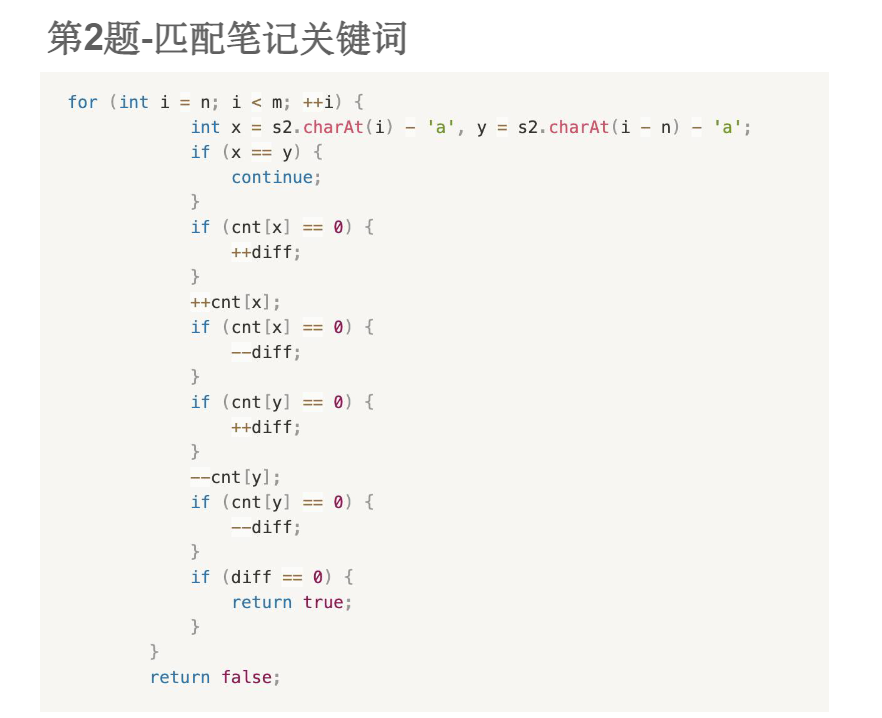 第2题-匹配笔记关键词
for (int i = n; i < m; ++i) {
            int x = s2.charAt(i) - 'a', y = s2.charAt(i - n) - 'a';
            if (x == y) {
                continue;
            }
            if (cnt[x] == 0) {
                ++diff;
            }
            ++cnt[x];
            if (cnt[x] == 0) {
                --diff;
            }
            if (cnt[y] == 0) {
                ++diff;
            }
            --cnt[y];
            if (cnt[y] == 0) {
                --diff;
            }
            if (diff == 0) {
                return true;
            }
        }
        return false;